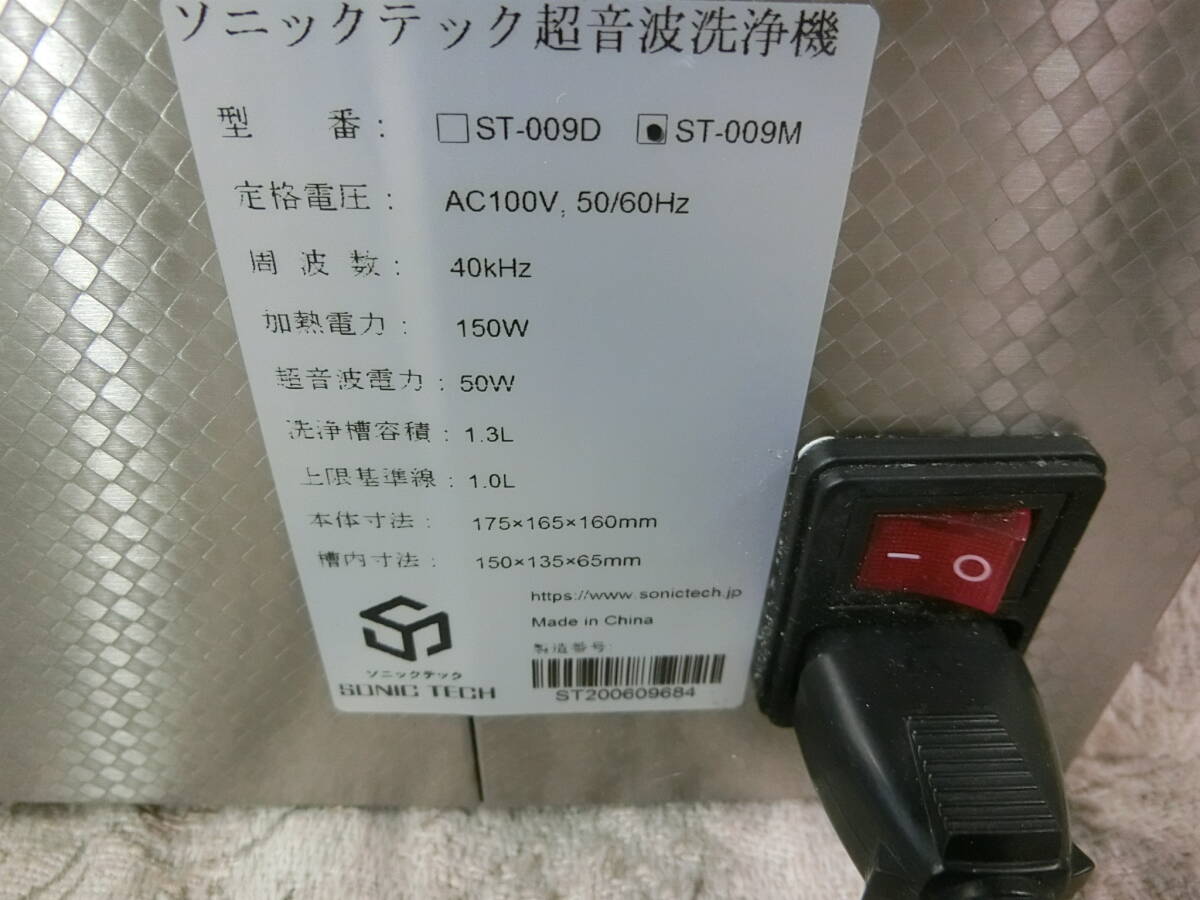 ソニックテック超音波洗浄機
型 番： ST-009D ST-009M
定格電圧： AC100V, 50/60Hz
周波数： 40kHz
加熱電力： 150W
超音波電力：50W
洗浄槽容積：1.3L
上限基準線：1.0L
本体寸法： 175×165×160mm
槽内寸法： 150×135×65mm
https://www.sonictech.jp
Made in China
製造番号:
ST200609684
ソニックテック
SONIC TECH